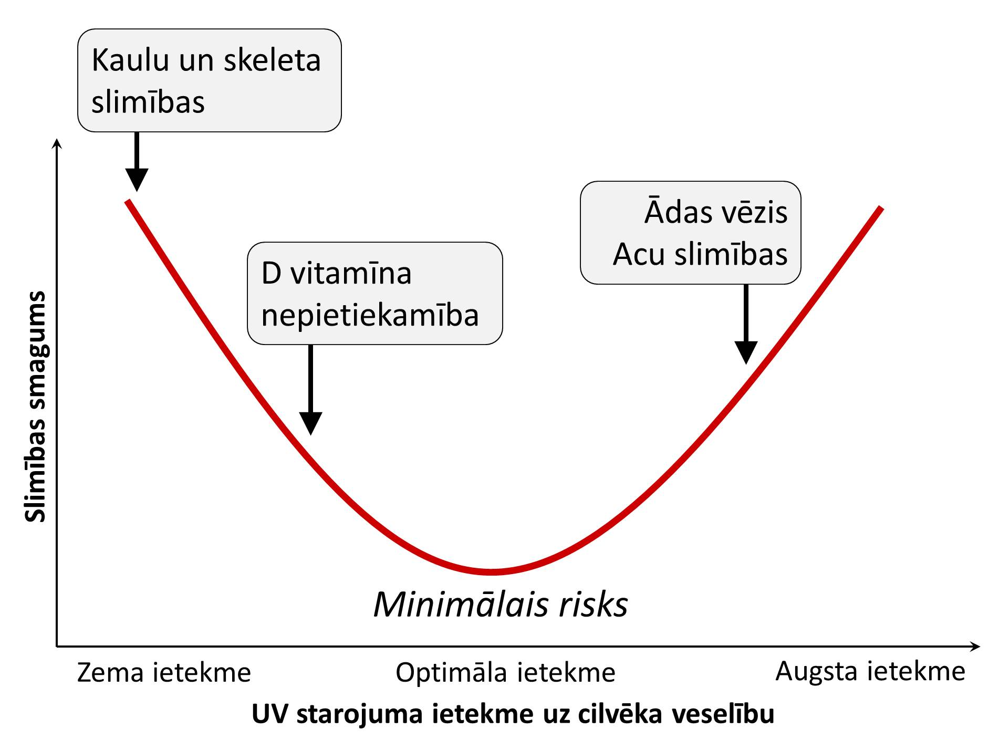 Kaulu un skeleta
slimības
Ādas vēzis
Acu slimības
D vitamīna
nepietiekamība
Slimības smagums
Minimālais risks
Zema ietekme
Optimāla ietekme
Augsta ietekme
UV starojuma ietekme uz cilvēka veselību